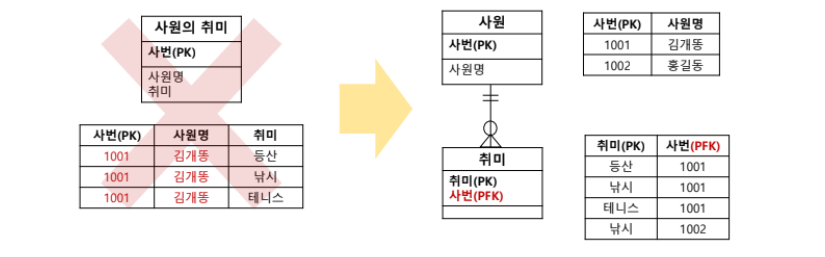 사원의 취미
사번(PK)
사원명
취미
사번(PK) 사원명 취미
1001 김개똥 등산
1001 김개똥 낚시
1001 김개똥 테니스
사원
사번(PK)
사원명
취미
취미(PK)
사번(PFK)
사번(PK) 사원명
1001 김개똥
1002 홍길동
취미(PK) 사번(PFK)
등산 1001
낚시 1001
테니스 1001
낚시 1002